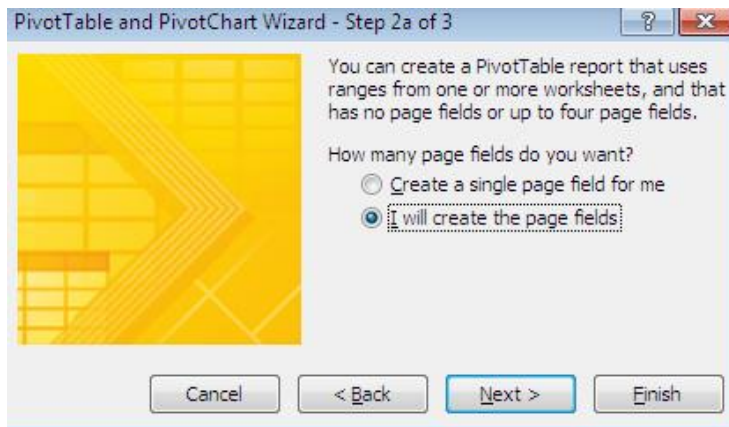 PivotTable and PivotChart Wizard - Step 2a of 3
You can create a PivotTable report that uses
ranges from one or more worksheets, and that
has no page fields or up to four page fields.
How many page fields do you want?
Create a single page field for me
I will create the page fields
Cancel
< Back
Next >
Finish